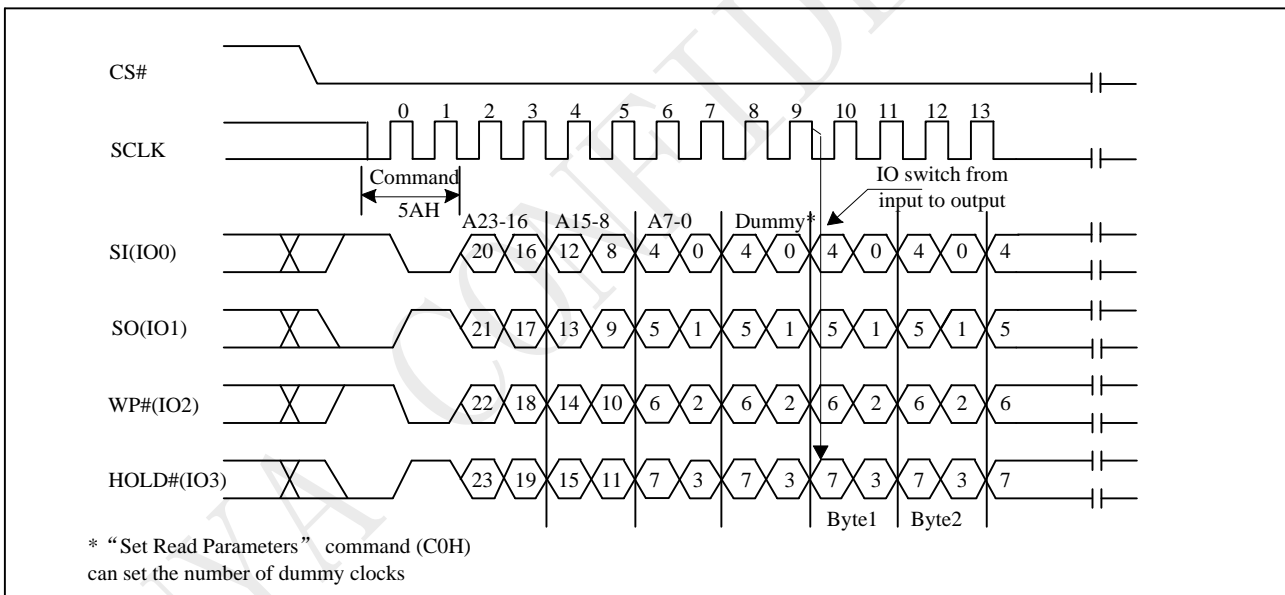 CS#
0 1 2 3 4 5 6 7 8 9 10 11 12 13
SCLK
Command
5AH
IO switch from
input to output
A23-16 A15-8 A7-0 Dummy*
SI(IO0) 20 16 12 8 4 0 4 0 4 0 4 0 4
SO(IO1) 21 17 13 9 5 1 5 1 5 1 5 1 5
WP#(IO2) 22 18 14 10 6 2 6 2 6 2 6 2 6
HOLD#(IO3) 23 19 15 11 7 3 7 3 7 3 7 3 7
Byte1 Byte2
* “Set Read Parameters” command (C0H)
can set the number of dummy clocks